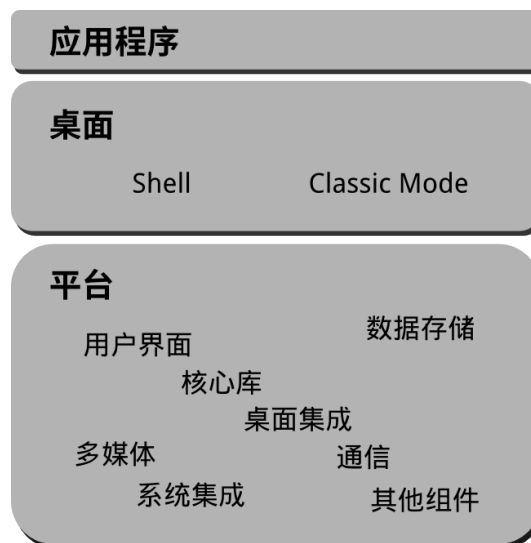 应用程序
桌面
Shell Classic Mode
平台
数据存储
用户界面
核心库
桌面集成
多媒体 通信
系统集成 其他组件